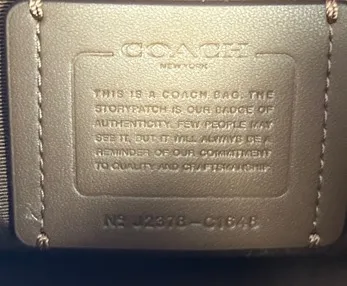 COACH
NEW YORK
THIS IS A COACH BAG. THE
STORYPATCH IS OUR BADGE OF
AUTHENTICITY. FEW PEOPLE MAY
SEE IT, BUT IT WILL ALWAYS BE A
REMINDER OF OUR COMMITMENT
TO QUALITY AND CRAFTSMANSHIP
Nº J2378-C1648